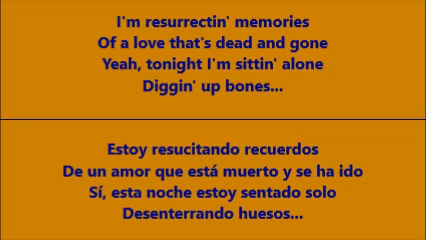 I'm resurrectin' memories
Of a love that's dead and gone
Yeah, tonight I'm sittin' alone
Diggin' up bones...
Estoy resucitando recuerdos
De un amor que está muerto y se ha ido
Sí, esta noche estoy sentado solo
Desenterrando huesos...